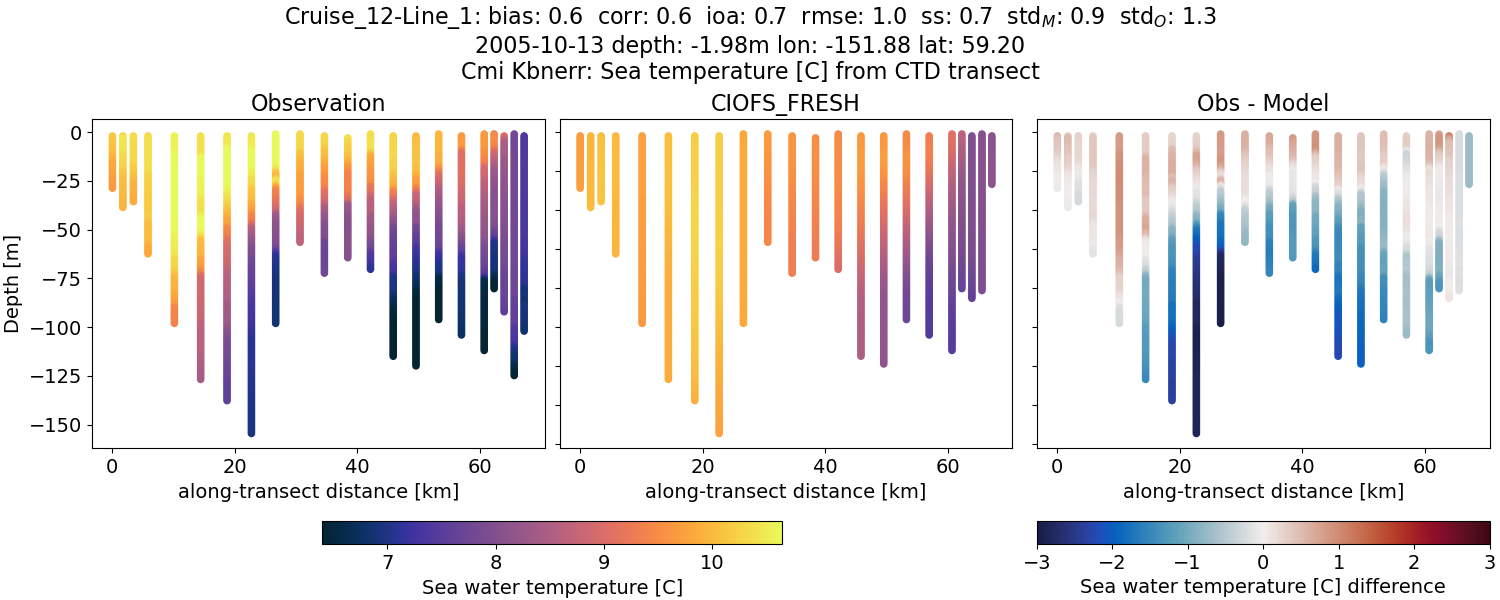 Cruise_12-Line_1: bias: 0.6 corr: 0.6 ioa: 0.7 rmse: 1.0 ss: 0.7 std_M: 0.9 std_O: 1.3
2005-10-13 depth: -1.98m lon: -151.88 lat: 59.20
Cmi Kbnerr: Sea temperature [C] from CTD transect
Observation
CIOFS_FRESH
Obs - Model
Depth [m]
0
−25
−50
−75
−100
−125
−150
0 20 40 60
0 20 40 60
0 20 40 60
along-transect distance [km]
along-transect distance [km]
along-transect distance [km]
7 8 9 10
Sea water temperature [C]
−3 −2 −1 0 1 2 3
Sea water temperature [C] difference